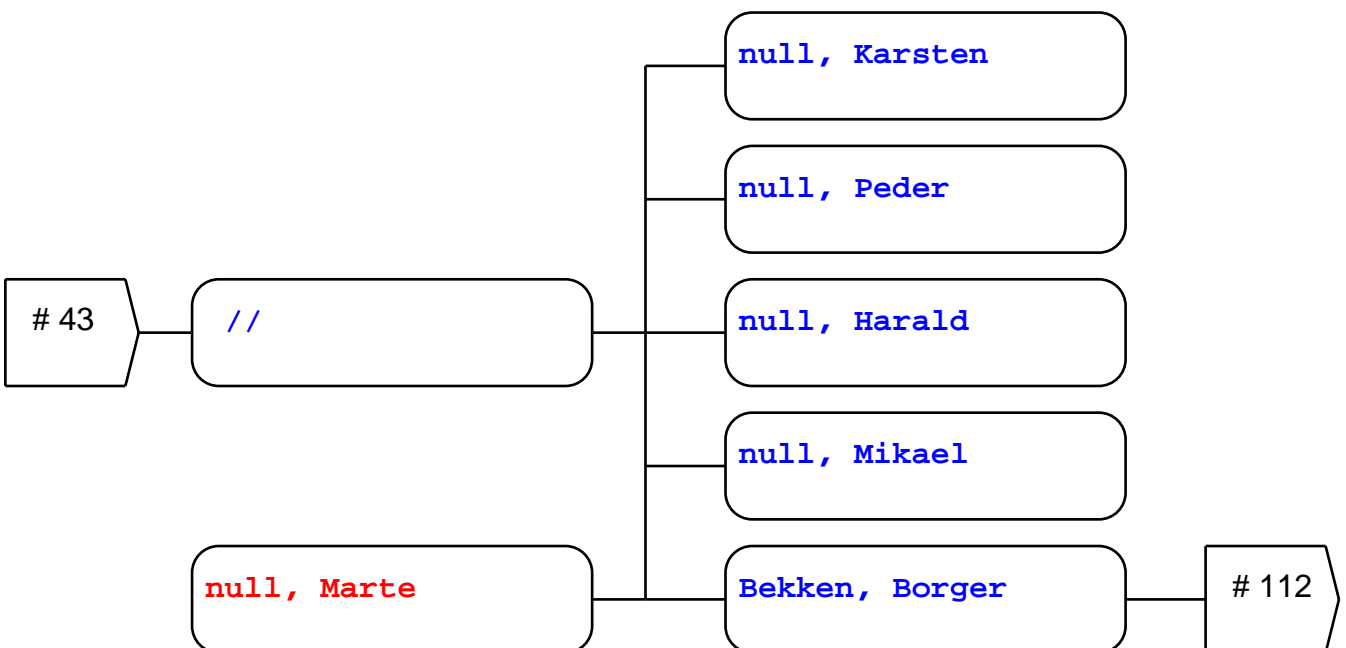 null, Karsten
null, Peder
# 43
//
null, Harald
null, Mikael
null, Marte
Bekken, Borger
# 112